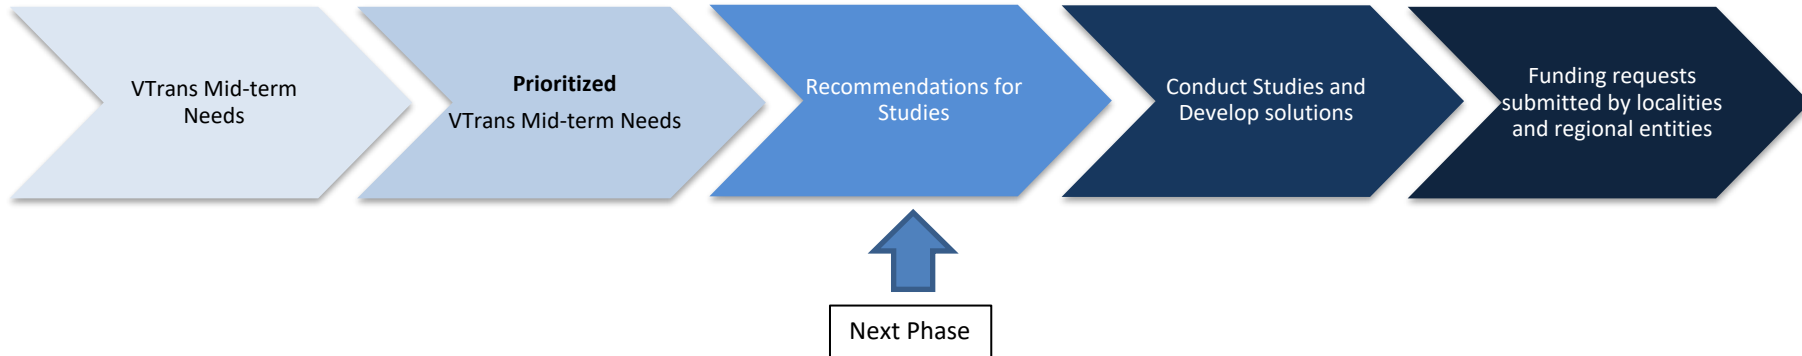 VTrans Mid-term
Needs
Prioritized
VTrans Mid-term Needs
Recommendations for
Studies
Conduct Studies and
Develop solutions
Funding requests
submitted by localities
and regional entities
Next Phase